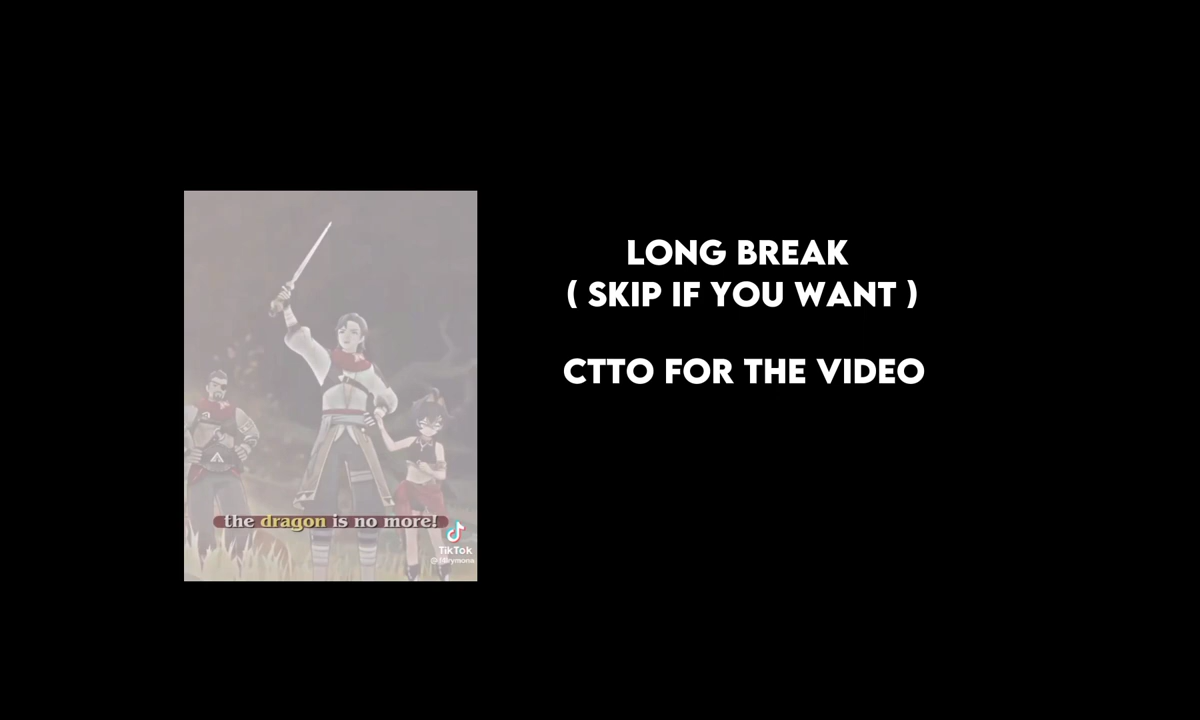 LONG BREAK
( SKIP IF YOU WANT )
CTTO FOR THE VIDEO
the dragon is no more!
TikTok